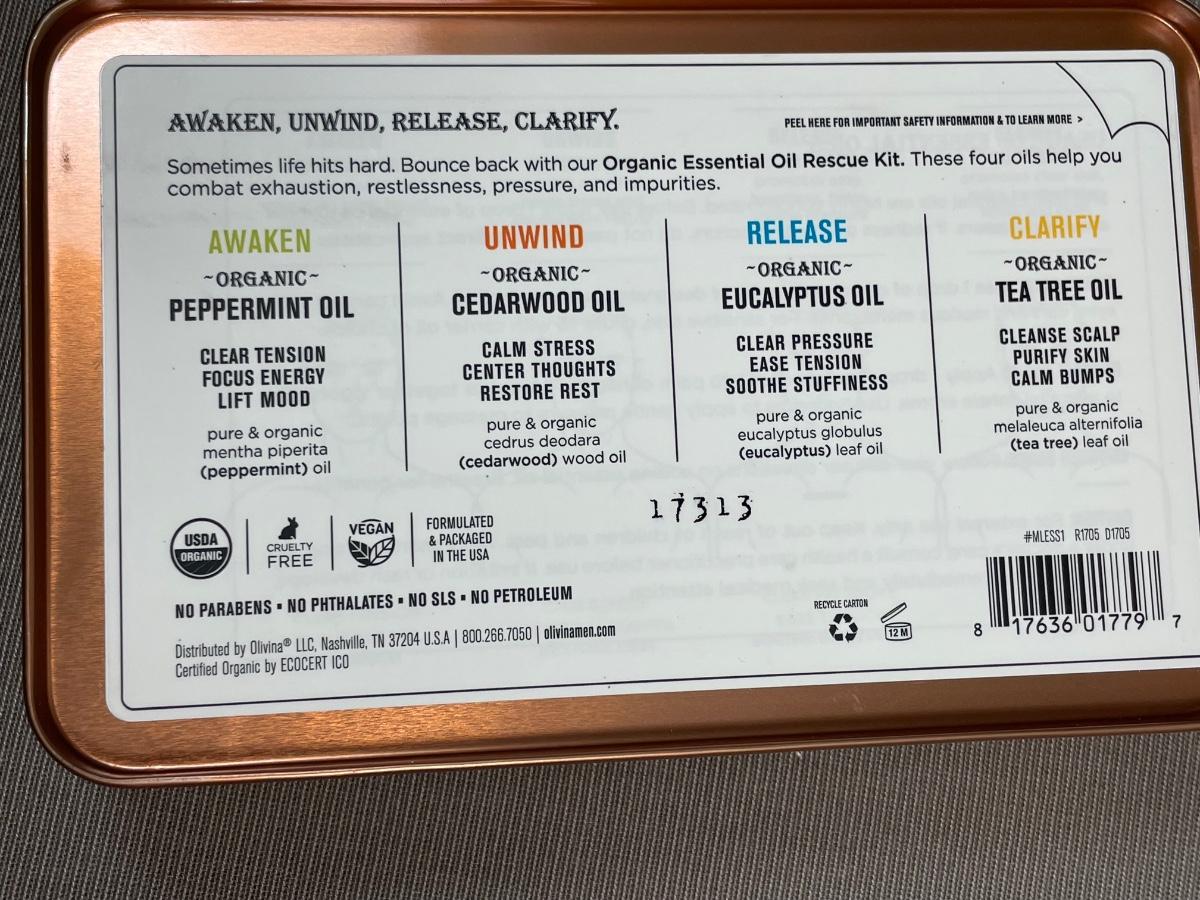 AWAKEN, UNWIND, RELEASE, CLARIFY.
PEEL HERE FOR IMPORTANT SAFETY INFORMATION & TO LEARN MORE >
Sometimes life hits hard. Bounce back with our Organic Essential Oil Rescue Kit. These four oils help you
combat exhaustion, restlessness, pressure, and impurities.
AWAKEN
~ORGANIC~
PEPPERMINT OIL
CLEAR TENSION
FOCUS ENERGY
LIFT MOOD
pure & organic
mentha piperita
(peppermint) oil
UNWIND
~ORGANIC~
CEDARWOOD OIL
CALM STRESS
CENTER THOUGHTS
RESTORE REST
pure & organic
cedrus deodara
(cedarwood) wood oil
RELEASE
~ORGANIC~
EUCALYPTUS OIL
CLEAR PRESSURE
EASE TENSION
SOOTHE STUFFINESS
pure & organic
eucalyptus globulus
(eucalyptus) leaf oil
CLARIFY
~ORGANIC~
TEA TREE OIL
CLEANSE SCALP
PURIFY SKIN
CALM BUMPS
pure & organic
melaleuca alternifolia
(tea tree) leaf oil
17313
USDA
ORGANIC
CRUELTY
FREE
VEGAN
FORMULATED
& PACKAGED
IN THE USA
NO PARABENS ▪ NO PHTHALATES ▪ NO SLS ▪ NO PETROLEUM
Distributed by Olivina® LLC, Nashville, TN 37204 U.S.A | 800.266.7050 | olivinamen.com
Certified Organic by ECOCERT ICO
RECYCLE CARTON
12 M
#MLESS1 R1705 D1705
8 17636 01779 7